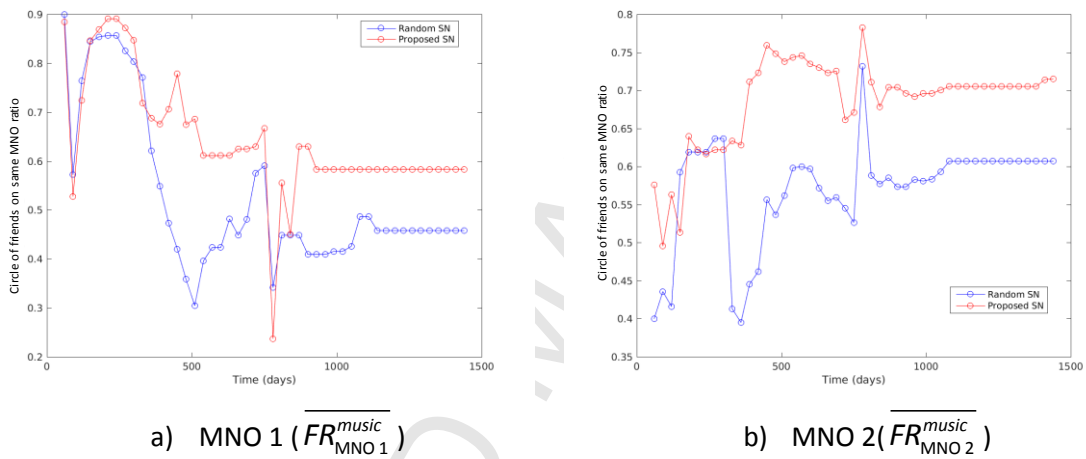 0.9
0.8
0.7
0.6
0.5
0.4
0.3
0.2
Circle of friends on same MNO ratio
Random SN
Proposed SN
0 500 1000 1500
Time (days)
a) MNO 1 ( FR music MNO 1 )
0.8
0.75
0.7
0.65
0.6
0.55
0.5
0.45
0.4
0.35
Circle of friends on same MNO ratio
Random SN
Proposed SN
0 500 1000 1500
Time (days)
b) MNO 2( FR music MNO 2 )